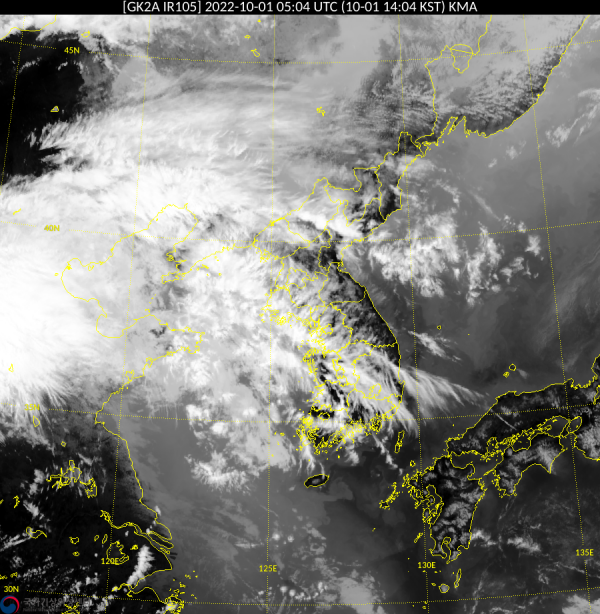 [GK2A IR105] 2022-10-01 05:04 UTC (10-01 14:04 KST) KMA
45N
40N
35N
120E
125E
130E
135E
30N